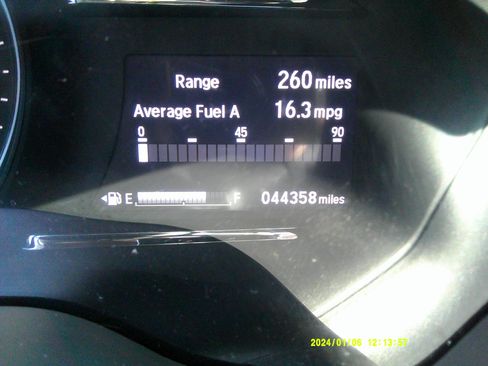 Range 260 miles
Average Fuel A 16.3 mpg
0 45 90
E F 044358 miles
2024/01/06 12:13:57